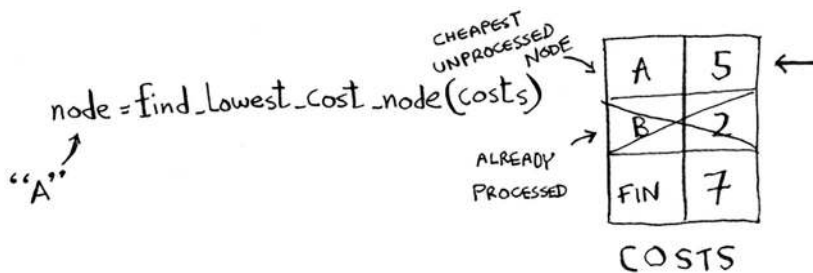 CHEAPEST
UNPROCESSED
NODE
node = find_lowest_cost_node(costs)
“A”
ALREADY
PROCESSED
A 5
B 2
FIN 7
COSTS